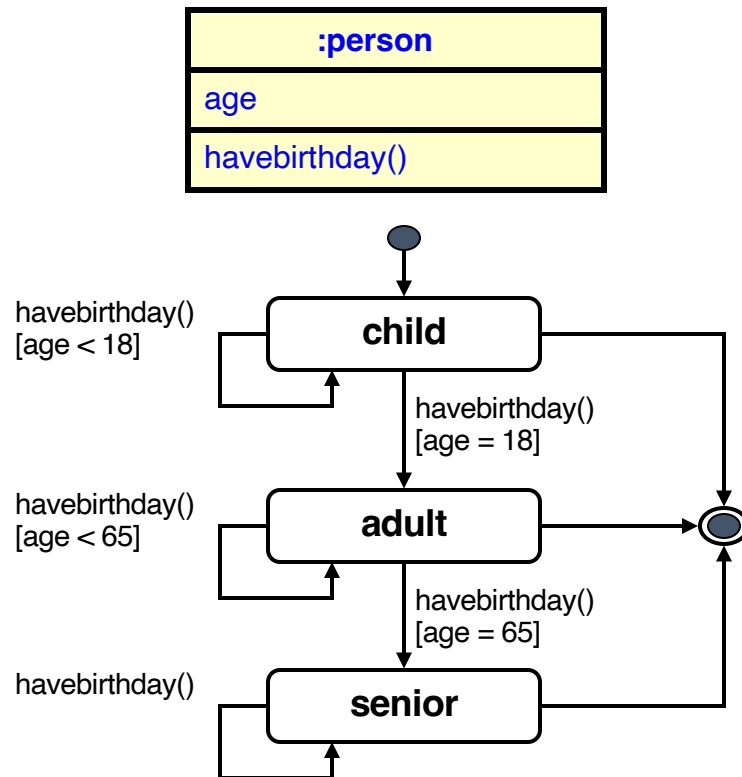 :person
age
havebirthday()
havebirthday()
[age < 18]
child
havebirthday()
[age = 18]
havebirthday()
[age < 65]
adult
havebirthday()
[age = 65]
havebirthday()
senior